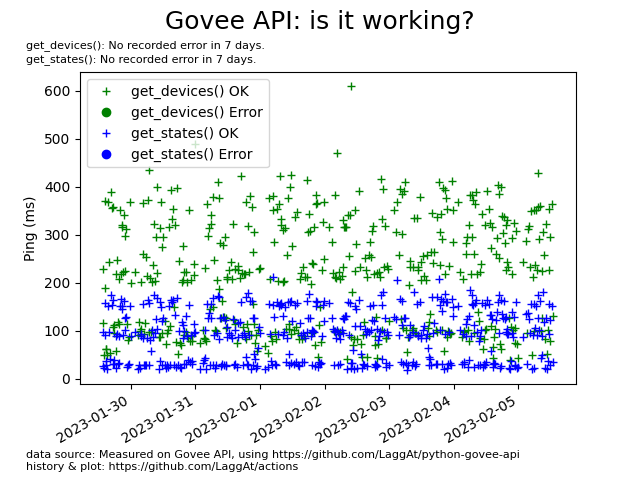 Govee API: is it working?
get_devices(): No recorded error in 7 days.
get_states(): No recorded error in 7 days.
get_devices() OK
get_devices() Error
get_states() OK
get_states() Error
Ping (ms)
600
500
400
300
200
100
0
2023-01-30
2023-01-31
2023-02-01
2023-02-02
2023-02-03
2023-02-04
2023-02-05
data source: Measured on Govee API, using https://github.com/LaggAt/python-govee-api
history & plot: https://github.com/LaggAt/actions